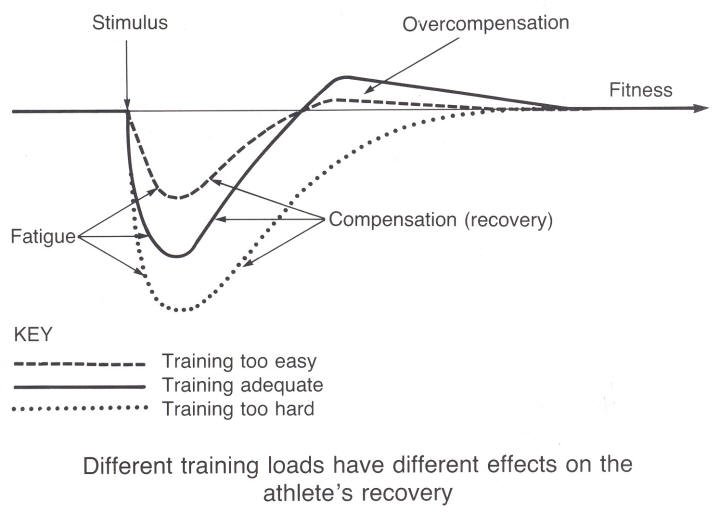 Stimulus
Overcompensation
Fitness
Fatigue
Compensation (recovery)
KEY
Training too easy
Training adequate
Training too hard
Different training loads have different effects on the
athlete's recovery